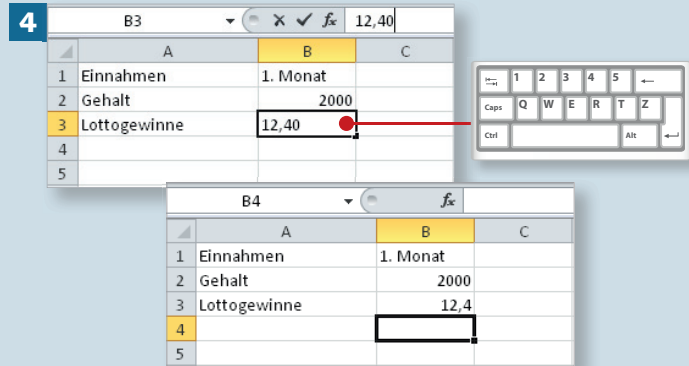 4
B3 fx 12,40
A B C
1 Einnahmen 1. Monat
2 Gehalt 2000
3 Lottogewinne 12,40
4
5
1 2 3 4 5
Caps Q W E R T Z
Ctrl Alt
B4 fx
A B C
1 Einnahmen 1. Monat
2 Gehalt 2000
3 Lottogewinne 12,4
4
5